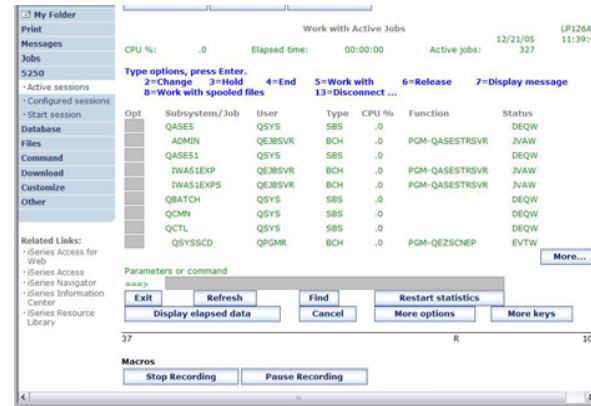 My Folder
Print
Messages
Jobs
5250
Active sessions
Configured sessions
Start session
Database
Files
Command
Download
Customize
Other
Related Links:
iSeries Access for
Web
iSeries Access
iSeries Navigator
iSeries Information
Center
iSeries Resource
Library
Work with Active Jobs LP126A
12/21/05 11:39:4
CPU %: .0 Elapsed time: 00:00:00 Active jobs: 327
Type options, press Enter.
2=Change 3=Hold 4=End 5=Work with 6=Release 7=Display message
8=Work with spooled files 13=Disconnect ...
Opt Subsystem/Job User Type CPU % Function Status
QASE5 QSYS SBS .0 DEQW
ADMIN QEJBSVR BCH .0 PGM-QASESTRSVR JVAW
QASE51 QSYS SBS .0 DEQW
IWAS1EXP QEJBSVR BCH .0 PGM-QASESTRSVR JVAW
IWAS1EXPS QEJBSVR BCH .0 PGM-QASESTRSVR JVAW
QBATCH QSYS SBS .0 DEQW
QCMN QSYS SBS .0 DEQW
QCTL QSYS SBS .0 DEQW
QSYSSCD QPGMR BCH .0 PGM-QEZSCNEP EVTW
More...
Parameters or command
===>
Exit Refresh Find Restart statistics
Display elapsed data Cancel More options More keys
37 R 10
Macros
Stop Recording Pause Recording